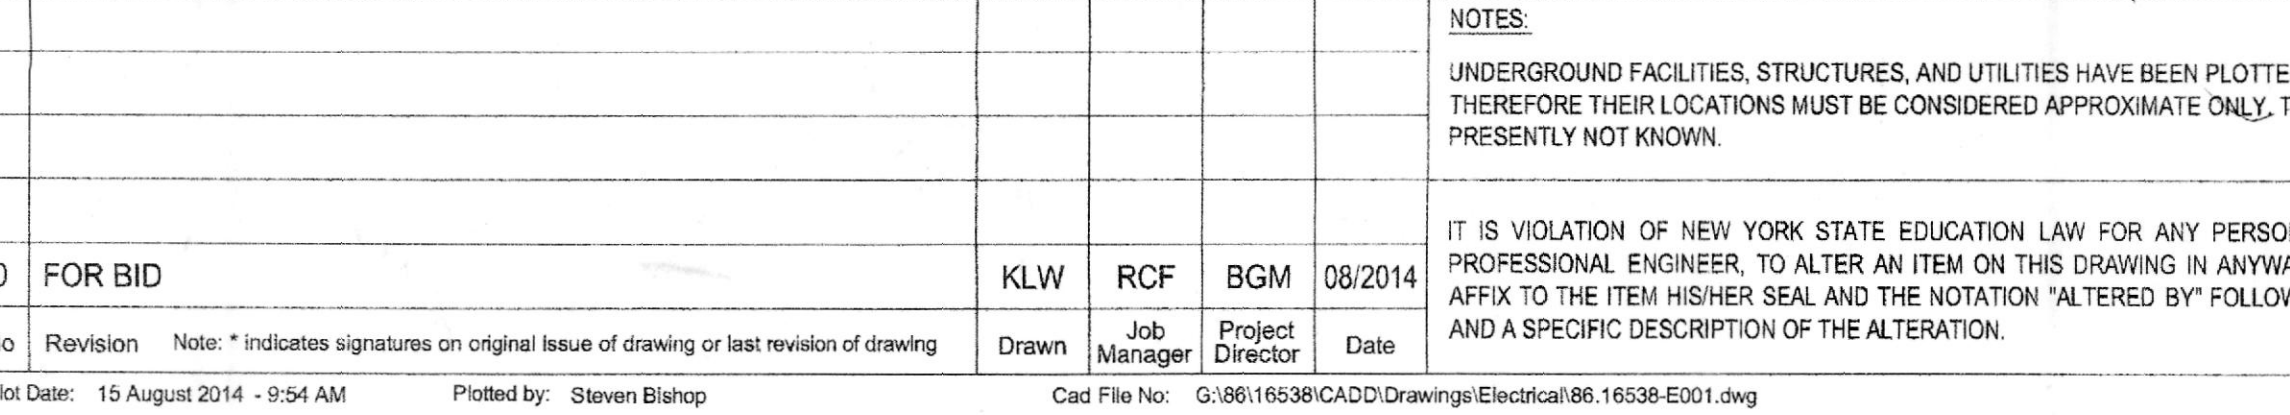 NOTES:
UNDERGROUND FACILITIES, STRUCTURES, AND UTILITIES HAVE BEEN PLOTTE
THEREFORE THEIR LOCATIONS MUST BE CONSIDERED APPROXIMATE ONLY. T
PRESENTLY NOT KNOWN.
IT IS VIOLATION OF NEW YORK STATE EDUCATION LAW FOR ANY PERSO
PROFESSIONAL ENGINEER, TO ALTER AN ITEM ON THIS DRAWING IN ANYWA
AFFIX TO THE ITEM HIS/HER SEAL AND THE NOTATION "ALTERED BY" FOLLOW
AND A SPECIFIC DESCRIPTION OF THE ALTERATION.
0 FOR BID KLW RCF BGM 08/2014
no Revision Note: * indicates signatures on original issue of drawing or last revision of drawing Drawn Job Manager Project Director Date
lot Date: 15 August 2014 - 9:54 AM Plotted by: Steven Bishop Cad File No: G:\86\16538\CADD\Drawings\Electrical\86.16538-E001.dwg